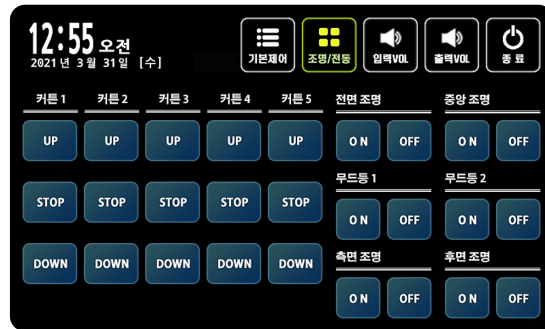 12:55 오전
2021년 3월 31일 [수]
기본제어 조명/전동 입력VOL 출력VOL 종료
커튼 1 커튼 2 커튼 3 커튼 4 커튼 5 전면 조명 중앙 조명
UP UP UP UP UP ON OFF ON OFF
무드등 1 무드등 2
STOP STOP STOP STOP STOP ON OFF ON OFF
측면 조명 후면 조명
DOWN DOWN DOWN DOWN DOWN
ON OFF ON OFF